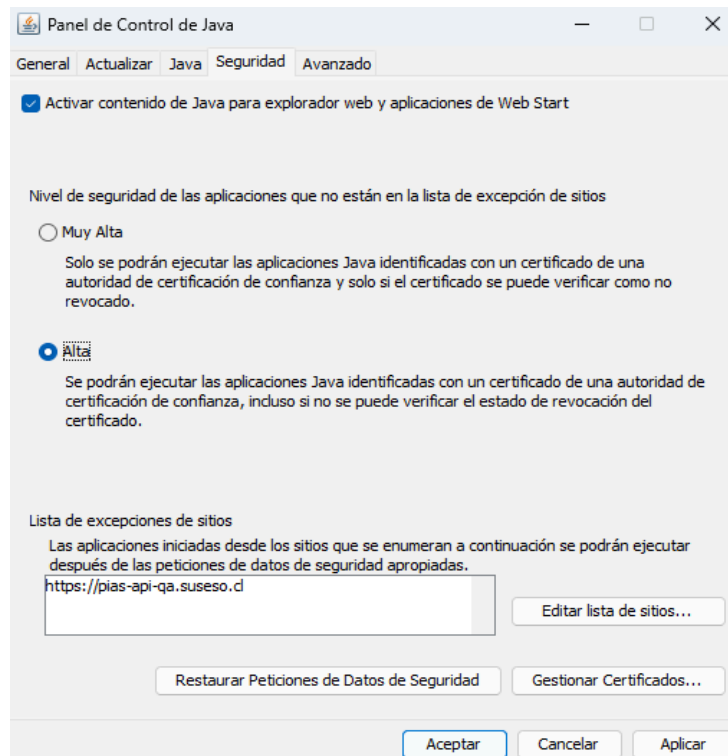 Panel de Control de Java
General Actualizar Java Seguridad Avanzado
Activar contenido de Java para explorador web y aplicaciones de Web Start
Nivel de seguridad de las aplicaciones que no están en la lista de excepción de sitios
Muy Alta
Solo se podrán ejecutar las aplicaciones Java identificadas con un certificado de una
autoridad de certificación de confianza y solo si el certificado se puede verificar como no
revocado.
Alta
Se podrán ejecutar las aplicaciones Java identificadas con un certificado de una autoridad de
certificación de confianza, incluso si no se puede verificar el estado de revocación del
certificado.
Lista de excepciones de sitios
Las aplicaciones iniciadas desde los sitios que se enumeran a continuación se podrán ejecutar
después de las peticiones de datos de seguridad apropiadas.
https://pias-api-qa.suseso.cl
Editar lista de sitios...
Restaurar Peticiones de Datos de Seguridad Gestionar Certificados...
Aceptar Cancelar Aplicar